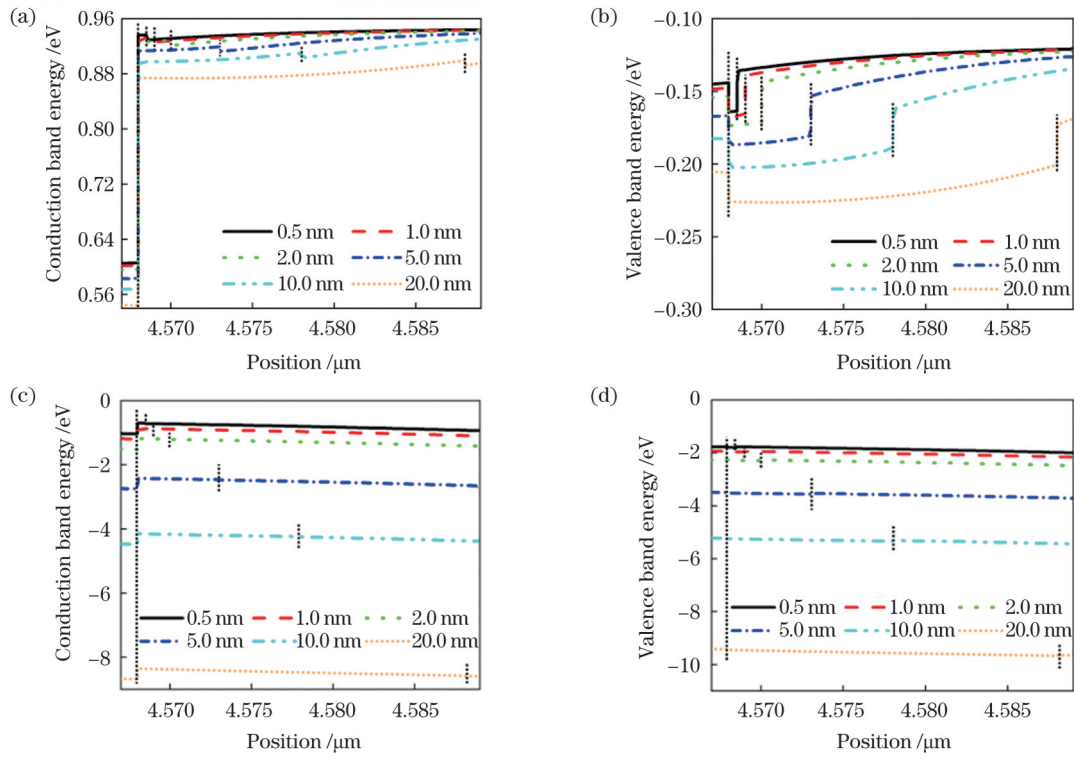 (a)
Conduction band energy /eV
0.96
0.88
0.80
0.72
0.64
0.56
0.5 nm 1.0 nm
2.0 nm 5.0 nm
10.0 nm 20.0 nm
4.570 4.575 4.580 4.585
Position /μm
(b)
Valence band energy /eV
−0.10
−0.15
−0.20
−0.25
−0.30
0.5 nm 1.0 nm
2.0 nm 5.0 nm
10.0 nm 20.0 nm
4.570 4.575 4.580 4.585
Position /μm
(c)
Conduction band energy /eV
0
−2
−4
−6
−8
0.5 nm 1.0 nm 2.0 nm
5.0 nm 10.0 nm 20.0 nm
4.570 4.575 4.580 4.585
Position /μm
(d)
Valence band energy /eV
0
−2
−4
−6
−8
−10
0.5 nm 1.0 nm 2.0 nm
5.0 nm 10.0 nm 20.0 nm
4.570 4.575 4.580 4.585
Position /μm